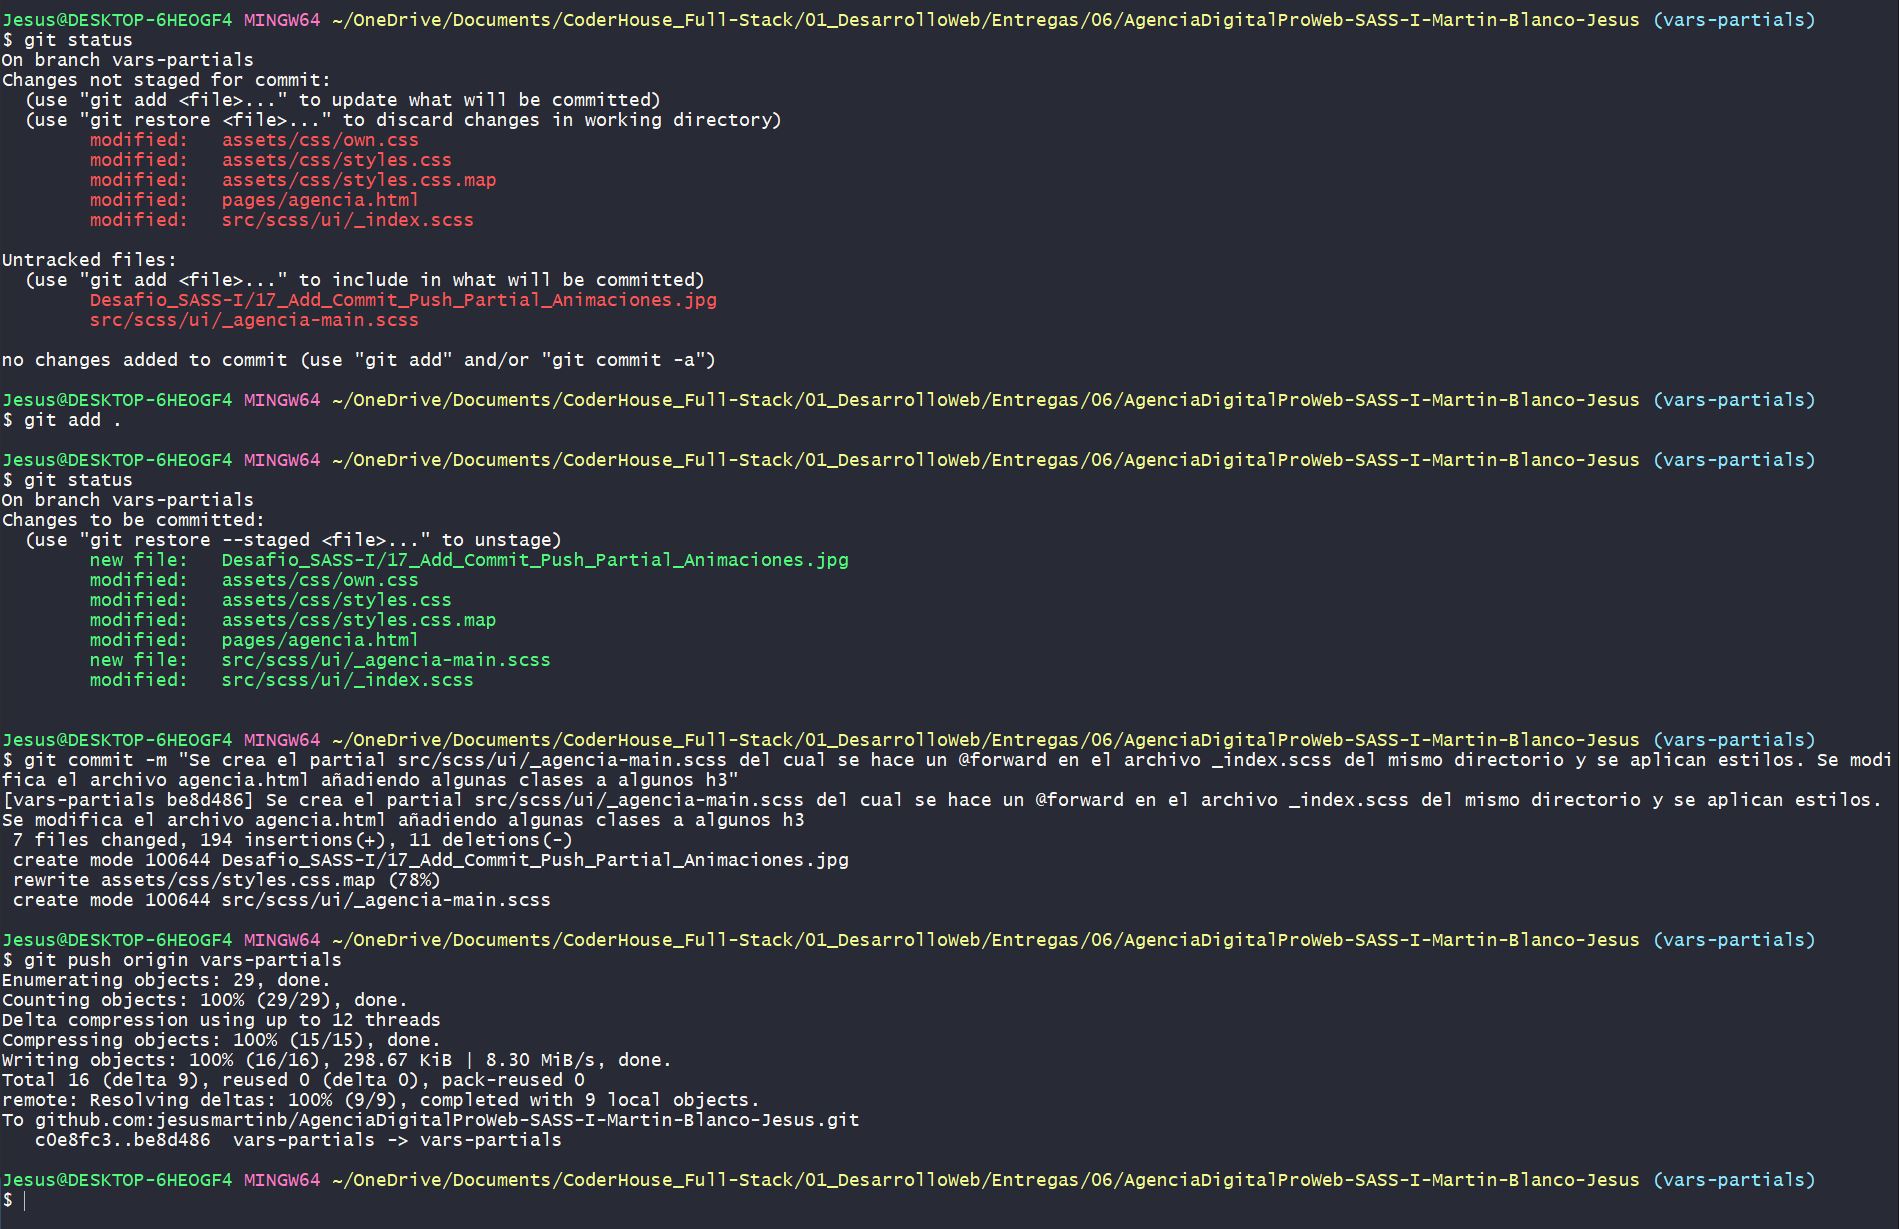 Jesus@DESKTOP-6HEOGF4 MINGW64 ~/OneDrive/Documents/CoderHouse_Full-Stack/01_DesarrolloWeb/Entregas/06/AgenciaDigitalProWeb-SASS-I-Martin-Blanco-Jesus (vars-partials)
$ git status
On branch vars-partials
Changes not staged for commit:
  (use "git add <file>..." to update what will be committed)
  (use "git restore <file>..." to discard changes in working directory)
        modified:   assets/css/own.css
        modified:   assets/css/styles.css
        modified:   assets/css/styles.css.map
        modified:   pages/agencia.html
        modified:   src/scss/ui/_index.scss

Untracked files:
  (use "git add <file>..." to include in what will be committed)
        Desafio_SASS-I/17_Add_Commit_Push_Partial_Animaciones.jpg
        src/scss/ui/_agencia-main.scss

no changes added to commit (use "git add" and/or "git commit -a")

Jesus@DESKTOP-6HEOGF4 MINGW64 ~/OneDrive/Documents/CoderHouse_Full-Stack/01_DesarrolloWeb/Entregas/06/AgenciaDigitalProWeb-SASS-I-Martin-Blanco-Jesus (vars-partials)
$ git add .

Jesus@DESKTOP-6HEOGF4 MINGW64 ~/OneDrive/Documents/CoderHouse_Full-Stack/01_DesarrolloWeb/Entregas/06/AgenciaDigitalProWeb-SASS-I-Martin-Blanco-Jesus (vars-partials)
$ git status
On branch vars-partials
Changes to be committed:
  (use "git restore --staged <file>..." to unstage)
        new file:   Desafio_SASS-I/17_Add_Commit_Push_Partial_Animaciones.jpg
        modified:   assets/css/own.css
        modified:   assets/css/styles.css
        modified:   assets/css/styles.css.map
        modified:   pages/agencia.html
        new file:   src/scss/ui/_agencia-main.scss
        modified:   src/scss/ui/_index.scss

Jesus@DESKTOP-6HEOGF4 MINGW64 ~/OneDrive/Documents/CoderHouse_Full-Stack/01_DesarrolloWeb/Entregas/06/AgenciaDigitalProWeb-SASS-I-Martin-Blanco-Jesus (vars-partials)
$ git commit -m "Se crea el partial src/scss/ui/_agencia-main.scss del cual se hace un @forward en el archivo _index.scss del mismo directorio y se aplican estilos. Se modi
fica el archivo agencia.html añadiendo algunas clases a algunos h3"
[vars-partials be8d486] Se crea el partial src/scss/ui/_agencia-main.scss del cual se hace un @forward en el archivo _index.scss del mismo directorio y se aplican estilos.
Se modifica el archivo agencia.html añadiendo algunas clases a algunos h3
 7 files changed, 194 insertions(+), 11 deletions(-)
 create mode 100644 Desafio_SASS-I/17_Add_Commit_Push_Partial_Animaciones.jpg
 rewrite assets/css/styles.css.map (78%)
 create mode 100644 src/scss/ui/_agencia-main.scss

Jesus@DESKTOP-6HEOGF4 MINGW64 ~/OneDrive/Documents/CoderHouse_Full-Stack/01_DesarrolloWeb/Entregas/06/AgenciaDigitalProWeb-SASS-I-Martin-Blanco-Jesus (vars-partials)
$ git push origin vars-partials
Enumerating objects: 29, done.
Counting objects: 100% (29/29), done.
Delta compression using up to 12 threads
Compressing objects: 100% (15/15), done.
Writing objects: 100% (16/16), 298.67 KiB | 8.30 MiB/s, done.
Total 16 (delta 9), reused 0 (delta 0), pack-reused 0
remote: Resolving deltas: 100% (9/9), completed with 9 local objects.
To github.com:jesusmartinb/AgenciaDigitalProWeb-SASS-I-Martin-Blanco-Jesus.git
   c0e8fc3..be8d486  vars-partials -> vars-partials

Jesus@DESKTOP-6HEOGF4 MINGW64 ~/OneDrive/Documents/CoderHouse_Full-Stack/01_DesarrolloWeb/Entregas/06/AgenciaDigitalProWeb-SASS-I-Martin-Blanco-Jesus (vars-partials)
$